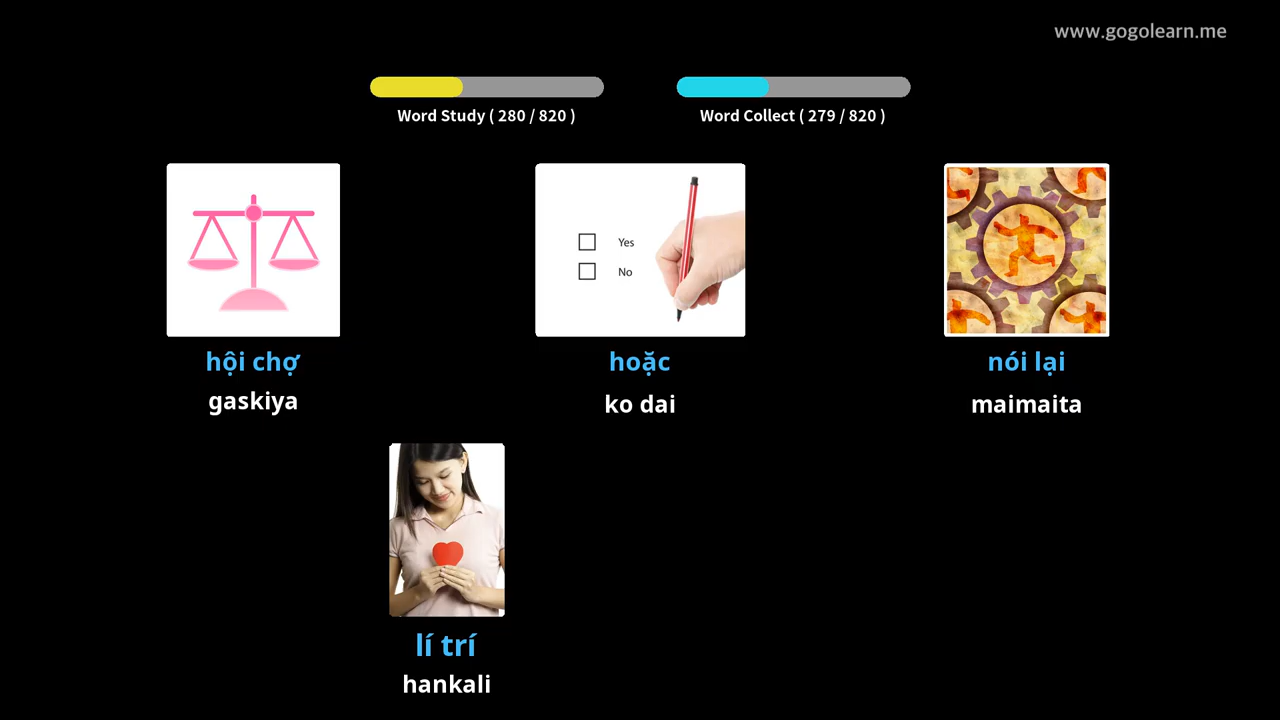 www.gogolearn.me
Word Study ( 280 / 820 )
Word Collect ( 279 / 820 )
Yes
No
hội chợ
gaskiya
hoặc
ko dai
nói lại
maimaita
lí trí
hankali